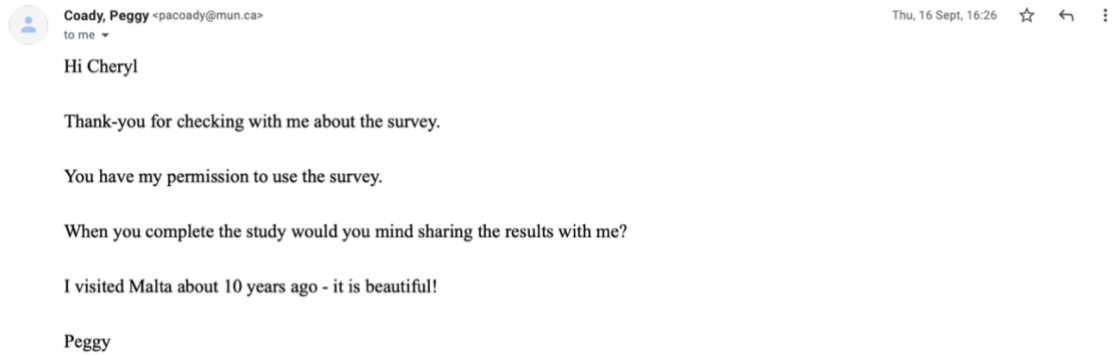 Coady, Peggy <pacoady@mun.ca> Thu, 16 Sept, 16:26
to me
Hi Cheryl
Thank-you for checking with me about the survey.
You have my permission to use the survey.
When you complete the study would you mind sharing the results with me?
I visited Malta about 10 years ago - it is beautiful!
Peggy